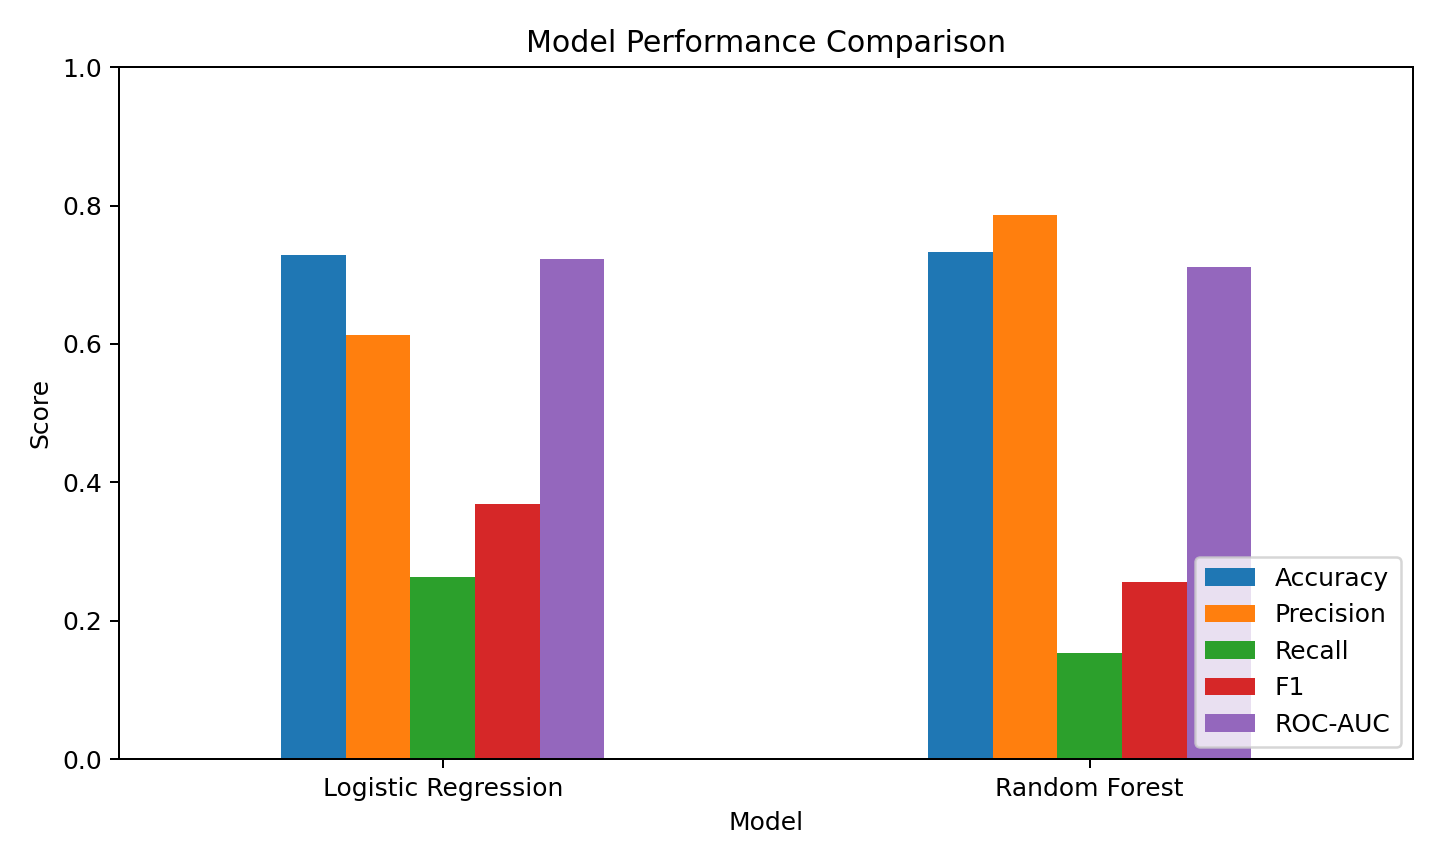 Model Performance Comparison
1.0
0.8
0.6
0.4
0.2
0.0
Score
Logistic Regression
Random Forest
Model
Accuracy
Precision
Recall
F1
ROC-AUC